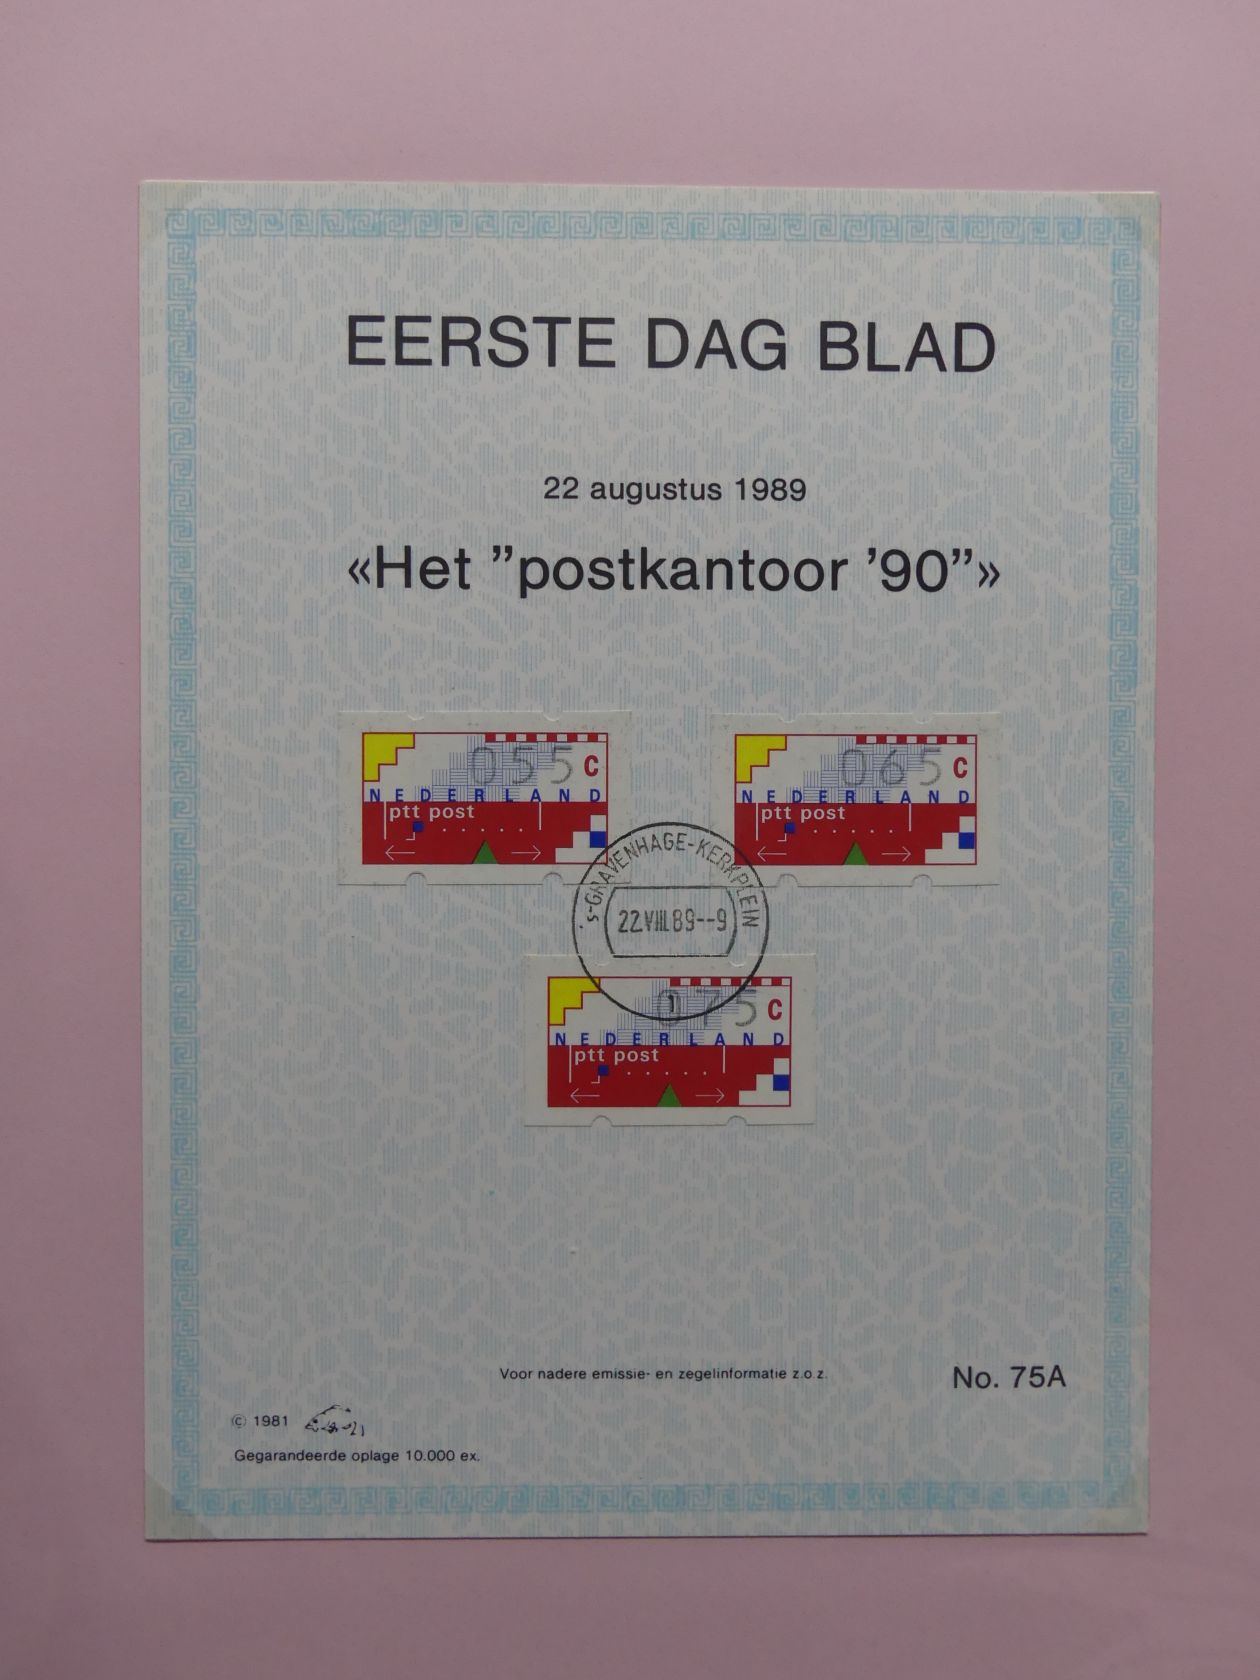 EERSTE DAG BLAD
22 augustus 1989
«Het ”postkantoor ’90”»
055 C
NEDERLAND
ptt post
065 C
NEDERLAND
ptt post
's-GRAVENHAGE-KERKPLEIN
22.VIII.89--9
1
075 C
NEDERLAND
ptt post
Voor nadere emissie- en zegelinformatie z.o.z.
No. 75A
© 1981
Gegarandeerde oplage 10.000 ex.